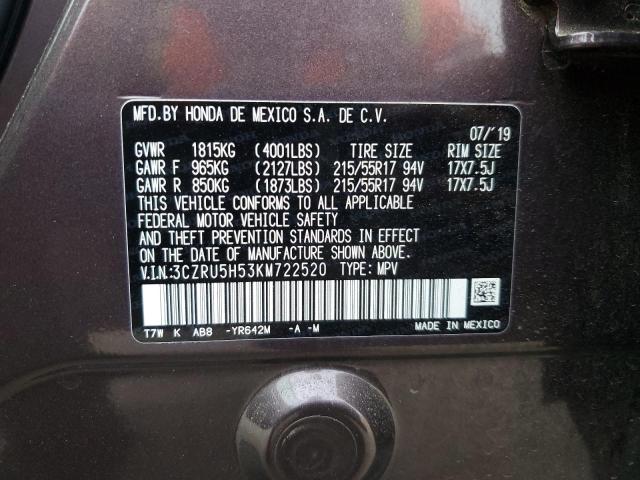 MFD.BY HONDA DE MEXICO S.A. DE C.V.
07/'19
GVWR 1815KG (4001LBS) TIRE SIZE RIM SIZE
GAWR F 965KG (2127LBS) 215/55R17 94V 17X7.5J
GAWR R 850KG (1873LBS) 215/55R17 94V 17X7.5J
THIS VEHICLE CONFORMS TO ALL APPLICABLE
FEDERAL MOTOR VEHICLE SAFETY
AND THEFT PREVENTION STANDARDS IN EFFECT
ON THE DATE OF MANUFACTURE SHOWN ABOVE.
V.I.N:3CZRU5H53KM722520 TYPE: MPV
T7W K AB8 -YR642M -A -M MADE IN MEXICO